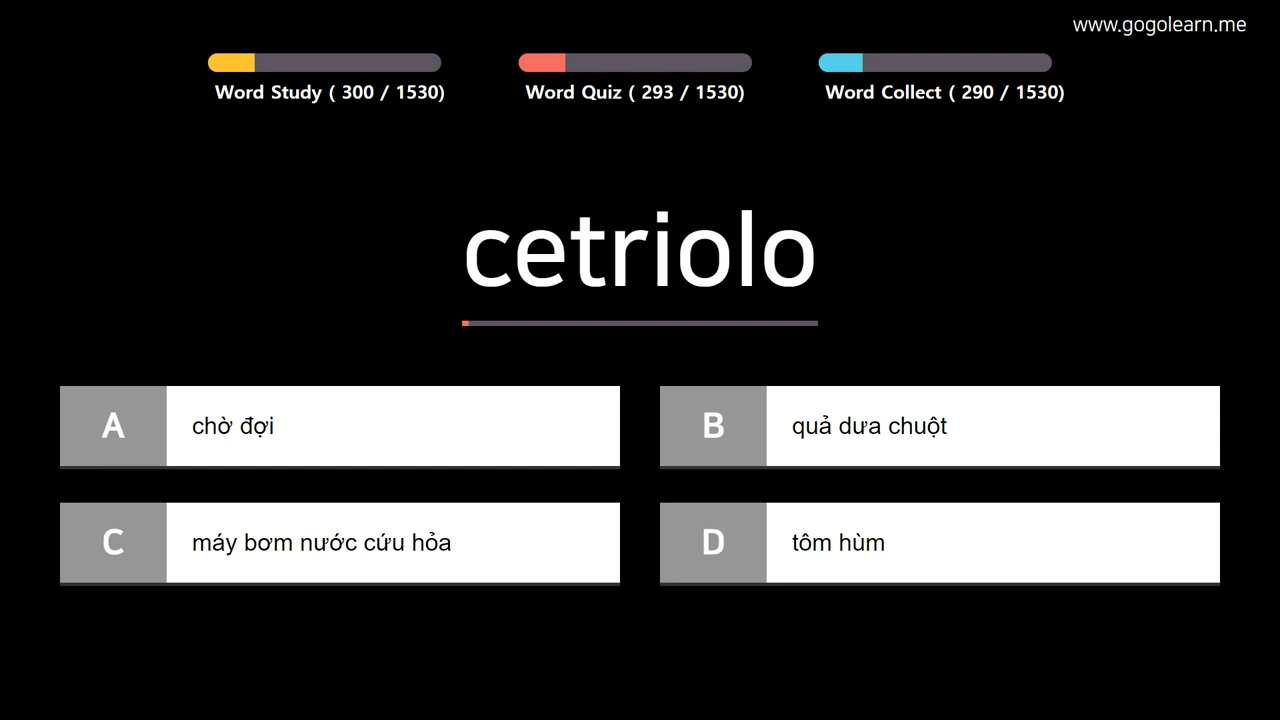 www.gogolearn.me
Word Study ( 300 / 1530)
Word Quiz ( 293 / 1530)
Word Collect ( 290 / 1530)
cetriolo
A chờ đợi
B quả dưa chuột
C máy bơm nước cứu hỏa
D tôm hùm